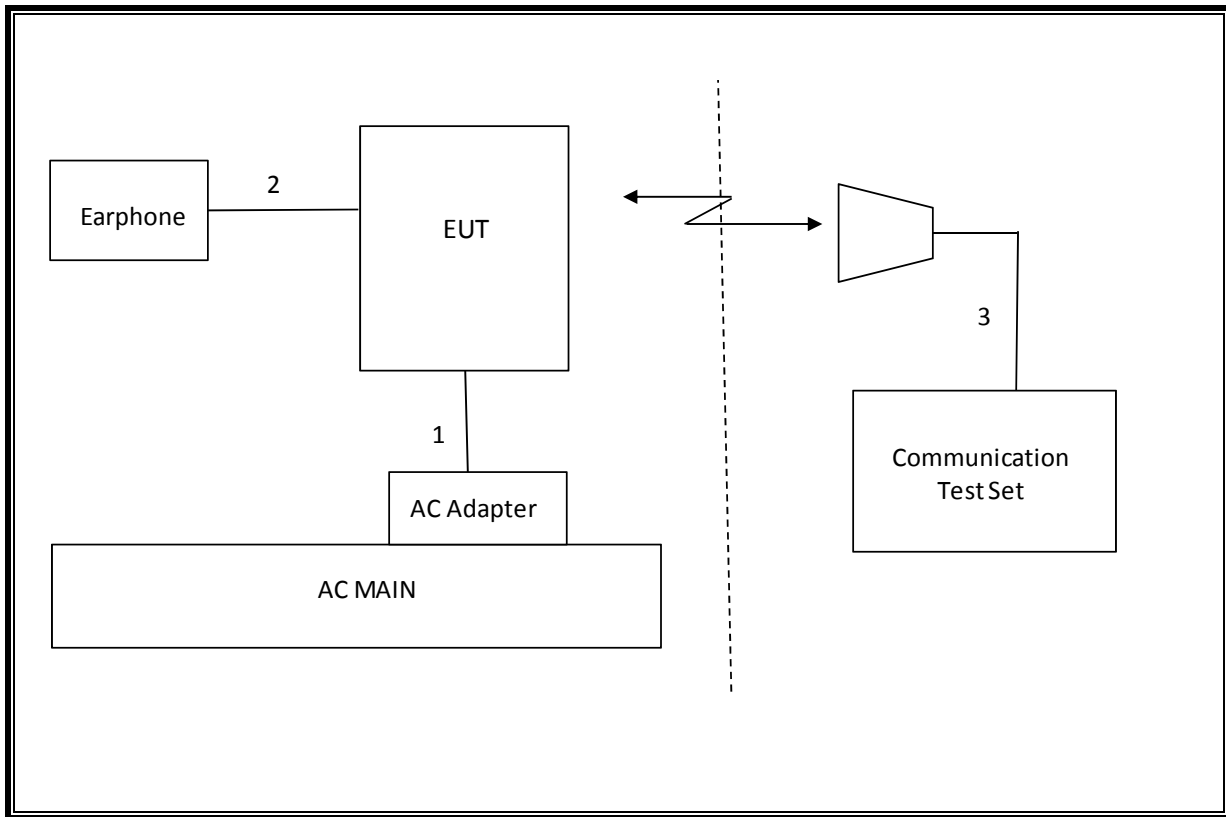 2
Earphone
EUT
3
1
Communication
Test Set
AC Adapter
AC MAIN